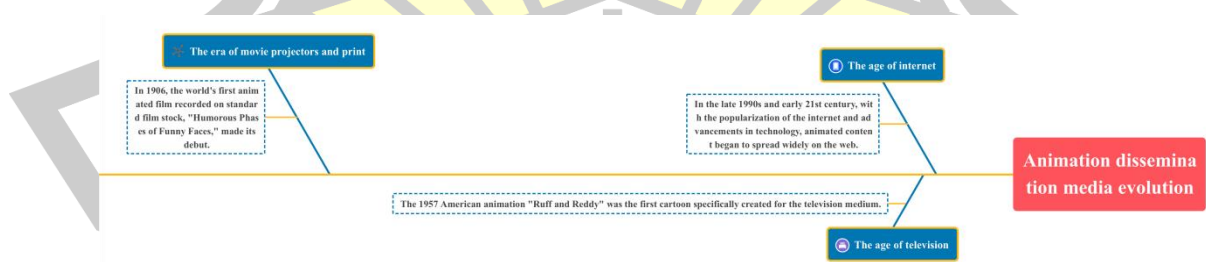 The era of movie projectors and print
In 1906, the world's first anim
ated film recorded on standar
d film stock, "Humorous Phas
es of Funny Faces," made its
debut.
The age of internet
In the late 1990s and early 21st century, wit
h the popularization of the internet and ad
vancements in technology, animated conten
t began to spread widely on the web.
Animation dissemina
tion media evolution
The 1957 American animation "Ruff and Reddy" was the first cartoon specifically created for the television medium.
The age of television